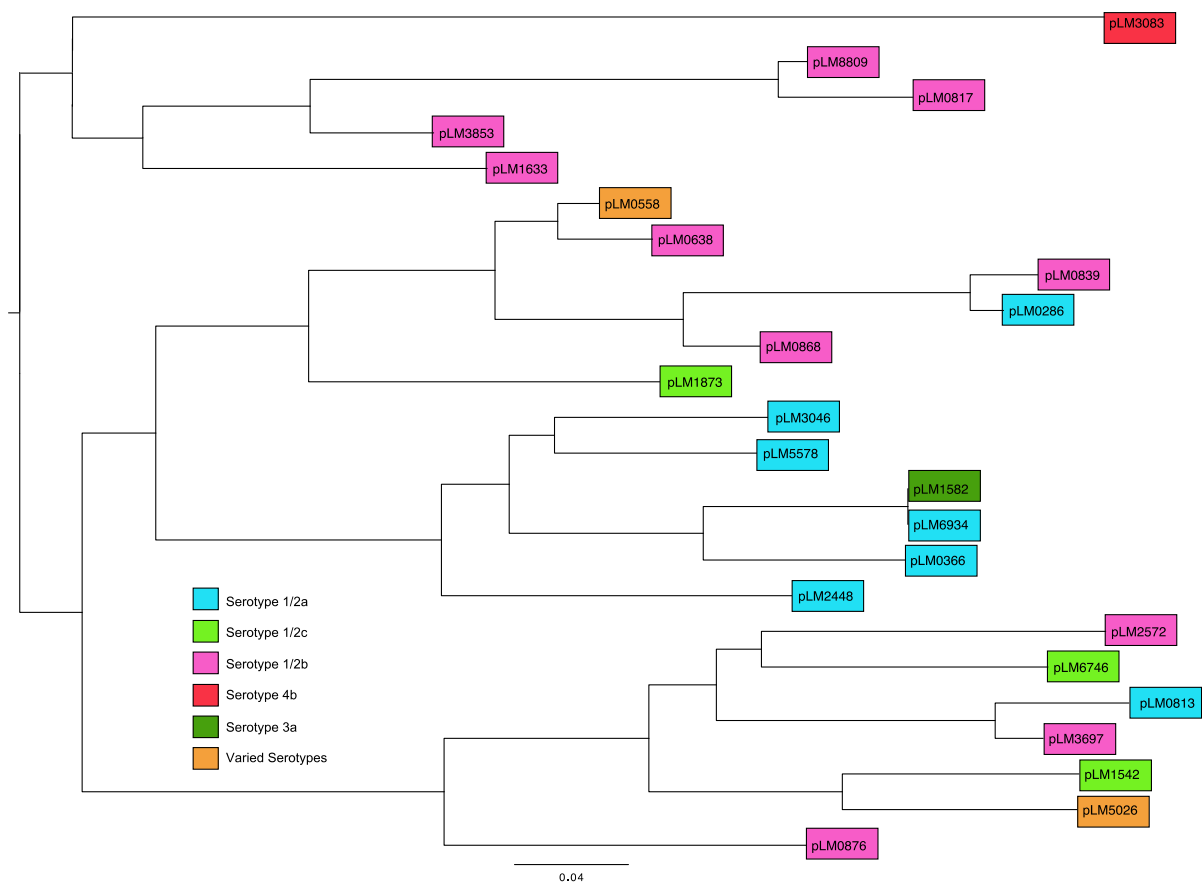 pLM3083
pLM8809
pLM0817
pLM3853
pLM1633
pLM0558
pLM0638
pLM0839
pLM0286
pLM0868
pLM1873
pLM3046
pLM5578
pLM1582
pLM6934
pLM0366
pLM2448
Serotype 1/2a
Serotype 1/2c
Serotype 1/2b
Serotype 4b
Serotype 3a
Varied Serotypes
pLM2572
pLM6746
pLM0813
pLM3697
pLM1542
pLM5026
pLM0876
0.04